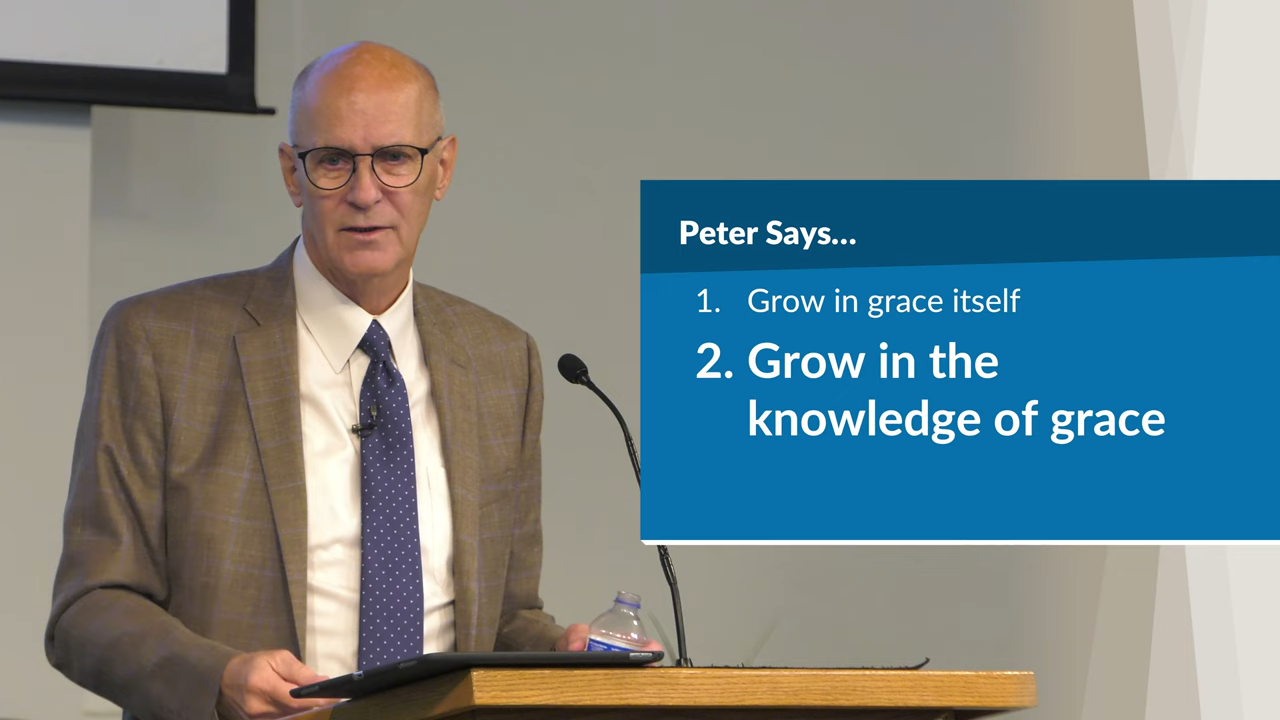 Peter Says...
1. Grow in grace itself
2. Grow in the
knowledge of grace